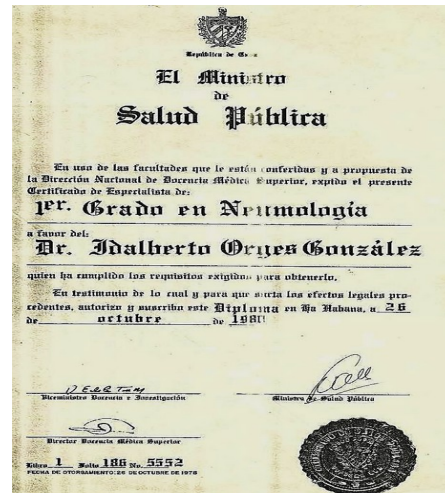 República de Cuba
El Ministro
de
Salud Pública
En uso de las facultades que le están conferidas y a propuesta de
la Dirección Nacional de Docencia Médica Superior, expido el presente
Certificado de Especialista de:
1er. Grado en Neumología
a favor del:
Dr. Idalberto Oryes González
quien ha cumplido los requisitos exigidos para obtenerlo.
En testimonio de lo cual y para que surta los efectos legales pro-
cedentes, autorizo y suscribo este Diploma en La Habana, a 26
de octubre de 1980
Viceministro Docencia e Investigación
Ministro de Salud Pública
Director Docencia Médica Superior
Libro 1 Folio 186 No. 5552
FECHA DE OTORGAMIENTO: 26 DE OCTUBRE DE 1978